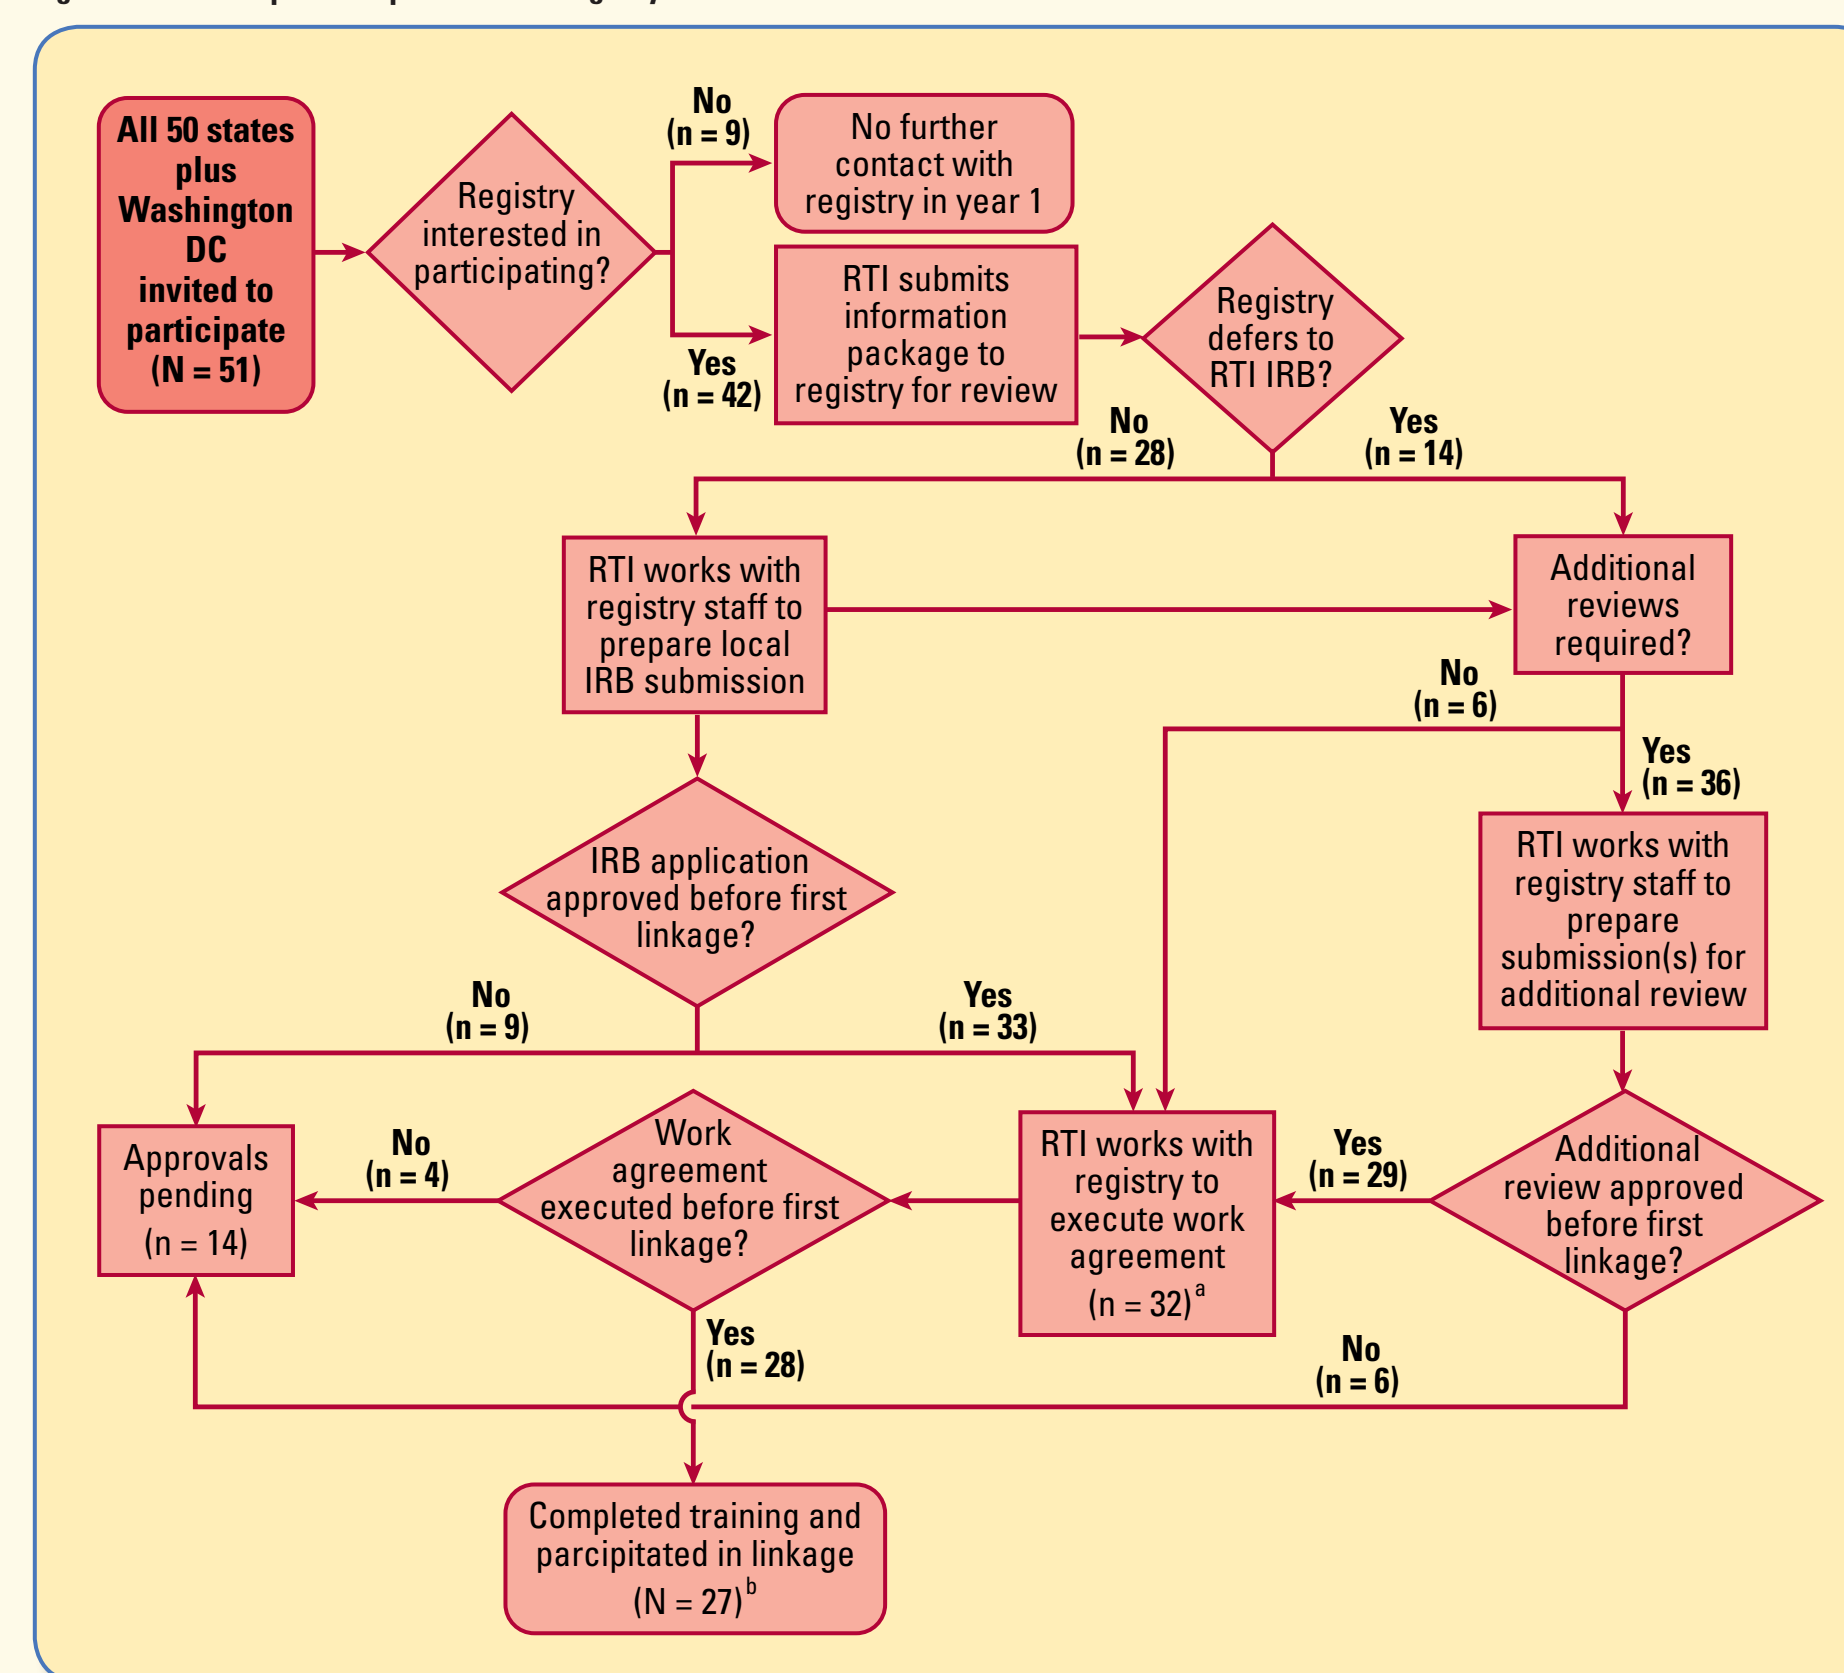 All 50 states
plus
Washington
DC
invited to
participate
(N = 51)
Registry
interested in
participating?
No
(n = 9)
No further
contact with
registry in year 1
Yes
(n = 42)
RTI submits
information
package to
registry for review
Registry
defers to
RTI IRB?
No
(n = 28)
Yes
(n = 14)
RTI works with
registry staff to
prepare local
IRB submission
Additional
reviews
required?
No
(n = 6)
Yes
(n = 36)
IRB application
approved before first
linkage?
RTI works with
registry staff to
prepare
submission(s) for
additional review
No
(n = 9)
Yes
(n = 33)
Approvals
pending
(n = 14)
No
(n = 4)
Work
agreement
executed before first
linkage?
RTI works with
registry to
execute work
agreement
(n = 32)a
Yes
(n = 29)
Additional
review approved
before first
linkage?
Yes
(n = 28)
No
(n = 6)
Completed training and
parcipitated in linkage
(N = 27)b